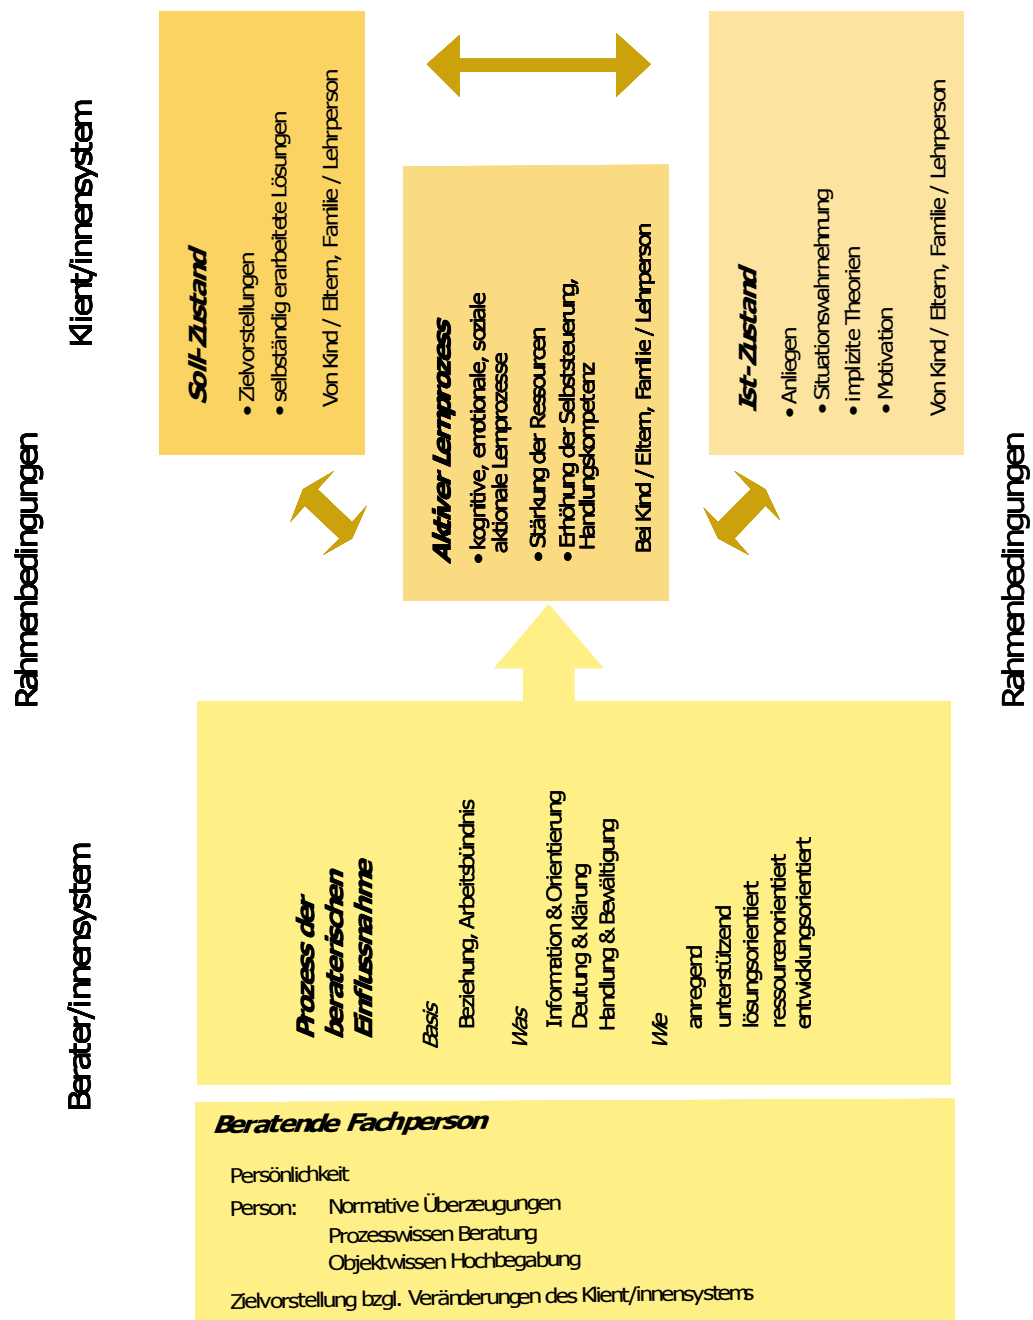 Rahmenbedingungen
Berater/innensystem
Klient/innensystem
Beratende Fachperson
Persönlichkeit
Person: Normative Überzeugungen
Prozesswissen Beratung
Objektwissen Hochbegabung
Zielvorstellung bzgl. Veränderungen des Klient/innensystems
Prozess der
beraterischen
Einflussnahme
Basis
Beziehung, Arbeitsbündnis
Was
Information & Orientierung
Deutung & Klärung
Handlung & Bewältigung
Wie
anregend
unterstützend
lösungsorientiert
ressourcenorientiert
entwicklungsorientiert
Soll-Zustand
• Zielvorstellungen
• selbständig erarbeitete Lösungen
Von Kind / Eltern, Familie / Lehrperson
Aktiver Lernprozess
• kognitive, emotionale, soziale
aktionale Lernprozesse
• Stärkung der Ressourcen
• Erhöhung der Selbststeuerung,
Handlungskompetenz
Bei Kind / Eltern, Familie / Lehrperson
Ist-Zustand
• Anliegen
• Situationswahrnehmung
• implizite Theorien
• Motivation
Von Kind / Eltern, Familie / Lehrperson
Rahmenbedingungen